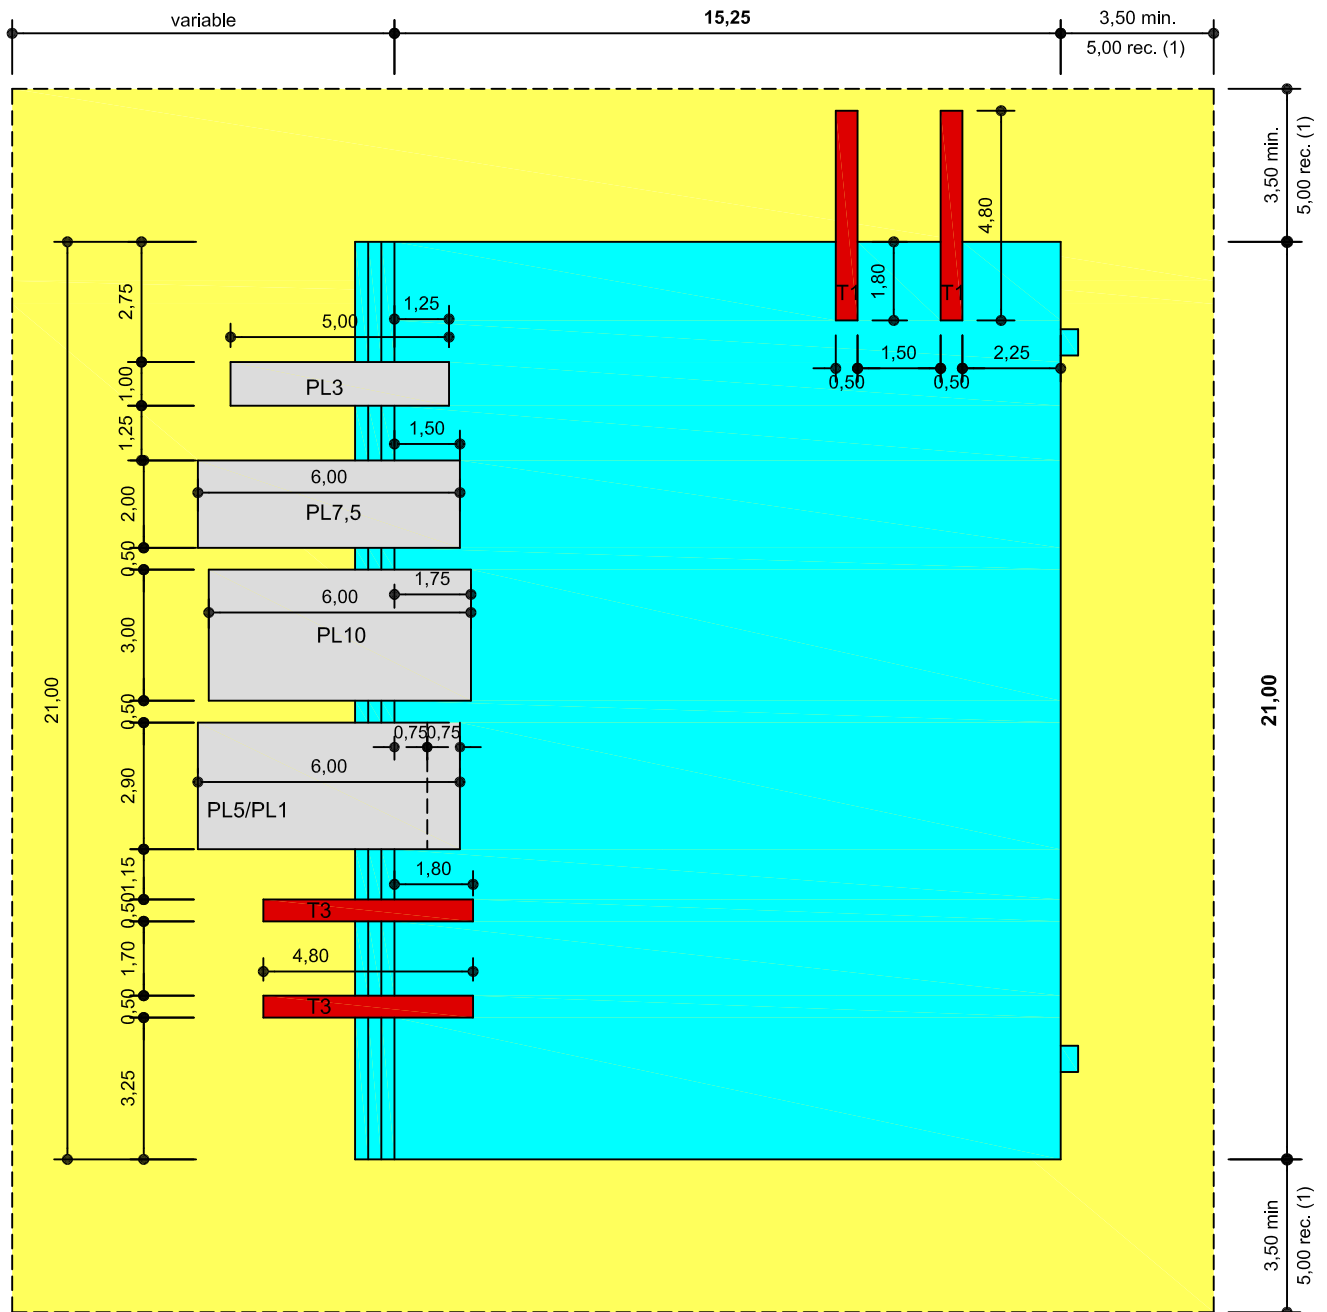 variable
15,25
3,50 min.
5,00 rec. (1)
3,50 min.
5,00 rec. (1)
4,80
1,80
T1
T1
1,50
2,25
0,50
0,50
2,75
1,25
5,00
1,00
PL3
1,25
1,50
6,00
2,00
PL7,5
0,50
1,75
6,00
3,00
PL10
0,50
21,00
21,00
0,75
0,75
6,00
2,90
PL5/PL1
1,15
1,80
0,50
T3
1,70
4,80
0,50
T3
3,25
3,50 min
5,00 rec. (1)